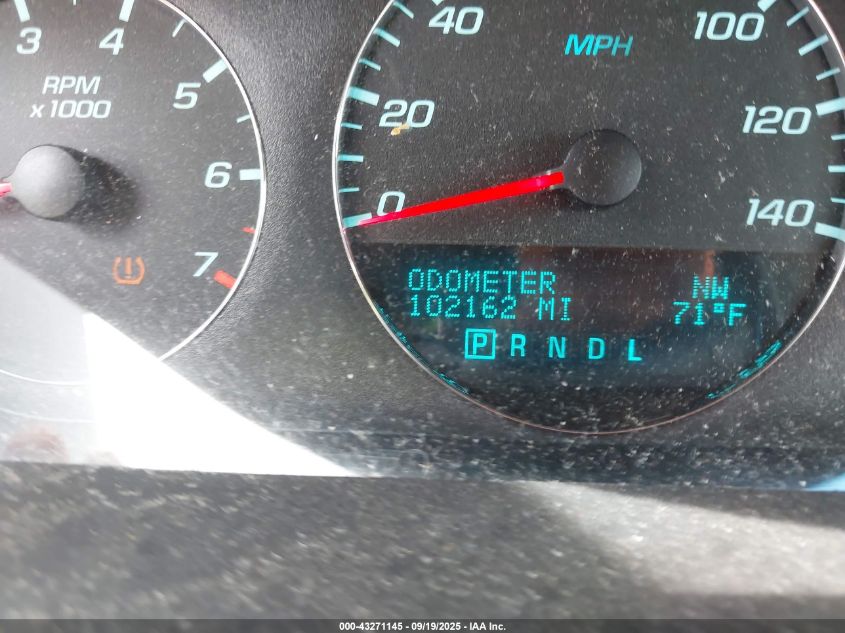 3 4 5 6 7
RPM
x 1000
0 20 40 100 120 140
MPH
ODOMETER NW
102162 MI 71°F
P R N D L
000-43271145 - 09/19/2025 - IAA Inc.